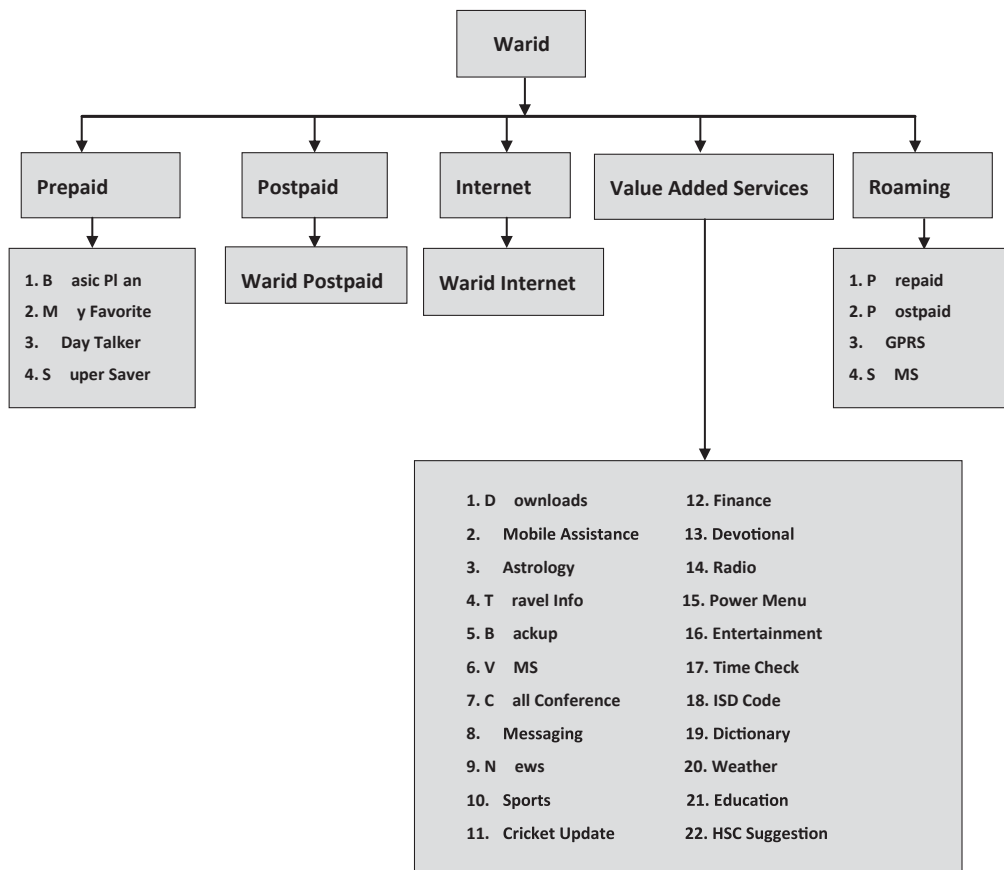 Warid
Prepaid
Postpaid
Internet
Value Added Services
Roaming
1. B asic Pl an
2. M y Favorite
3. Day Talker
4. S uper Saver
Warid Postpaid
Warid Internet
1. P repaid
2. P ostpaid
3. GPRS
4. S MS
1. D ownloads
2. Mobile Assistance
3. Astrology
4. T ravel Info
5. B ackup
6. V MS
7. C all Conference
8. Messaging
9. N ews
10. Sports
11. Cricket Update
12. Finance
13. Devotional
14. Radio
15. Power Menu
16. Entertainment
17. Time Check
18. ISD Code
19. Dictionary
20. Weather
21. Education
22. HSC Suggestion